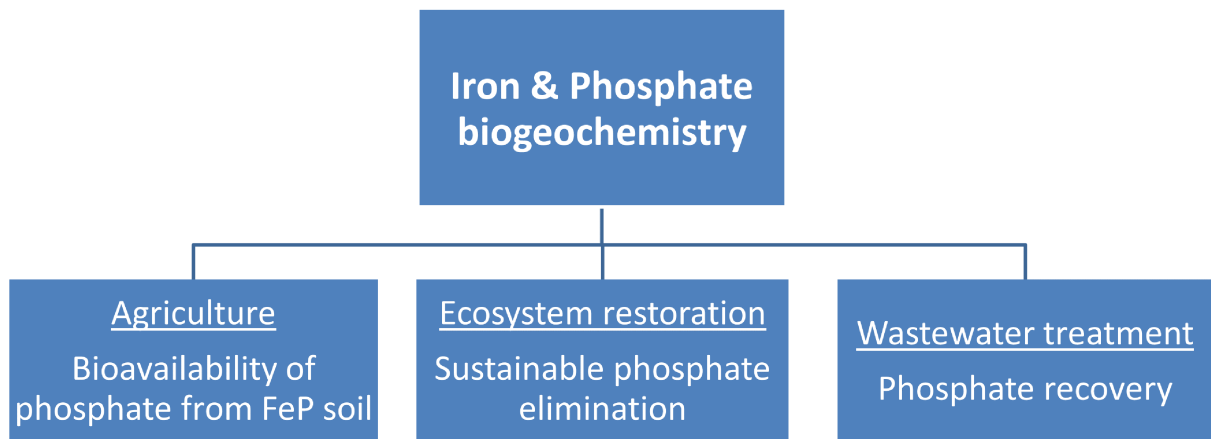 Iron & Phosphate
biogeochemistry
Agriculture
Bioavailability of
phosphate from FeP soil
Ecosystem restoration
Sustainable phosphate
elimination
Wastewater treatment
Phosphate recovery